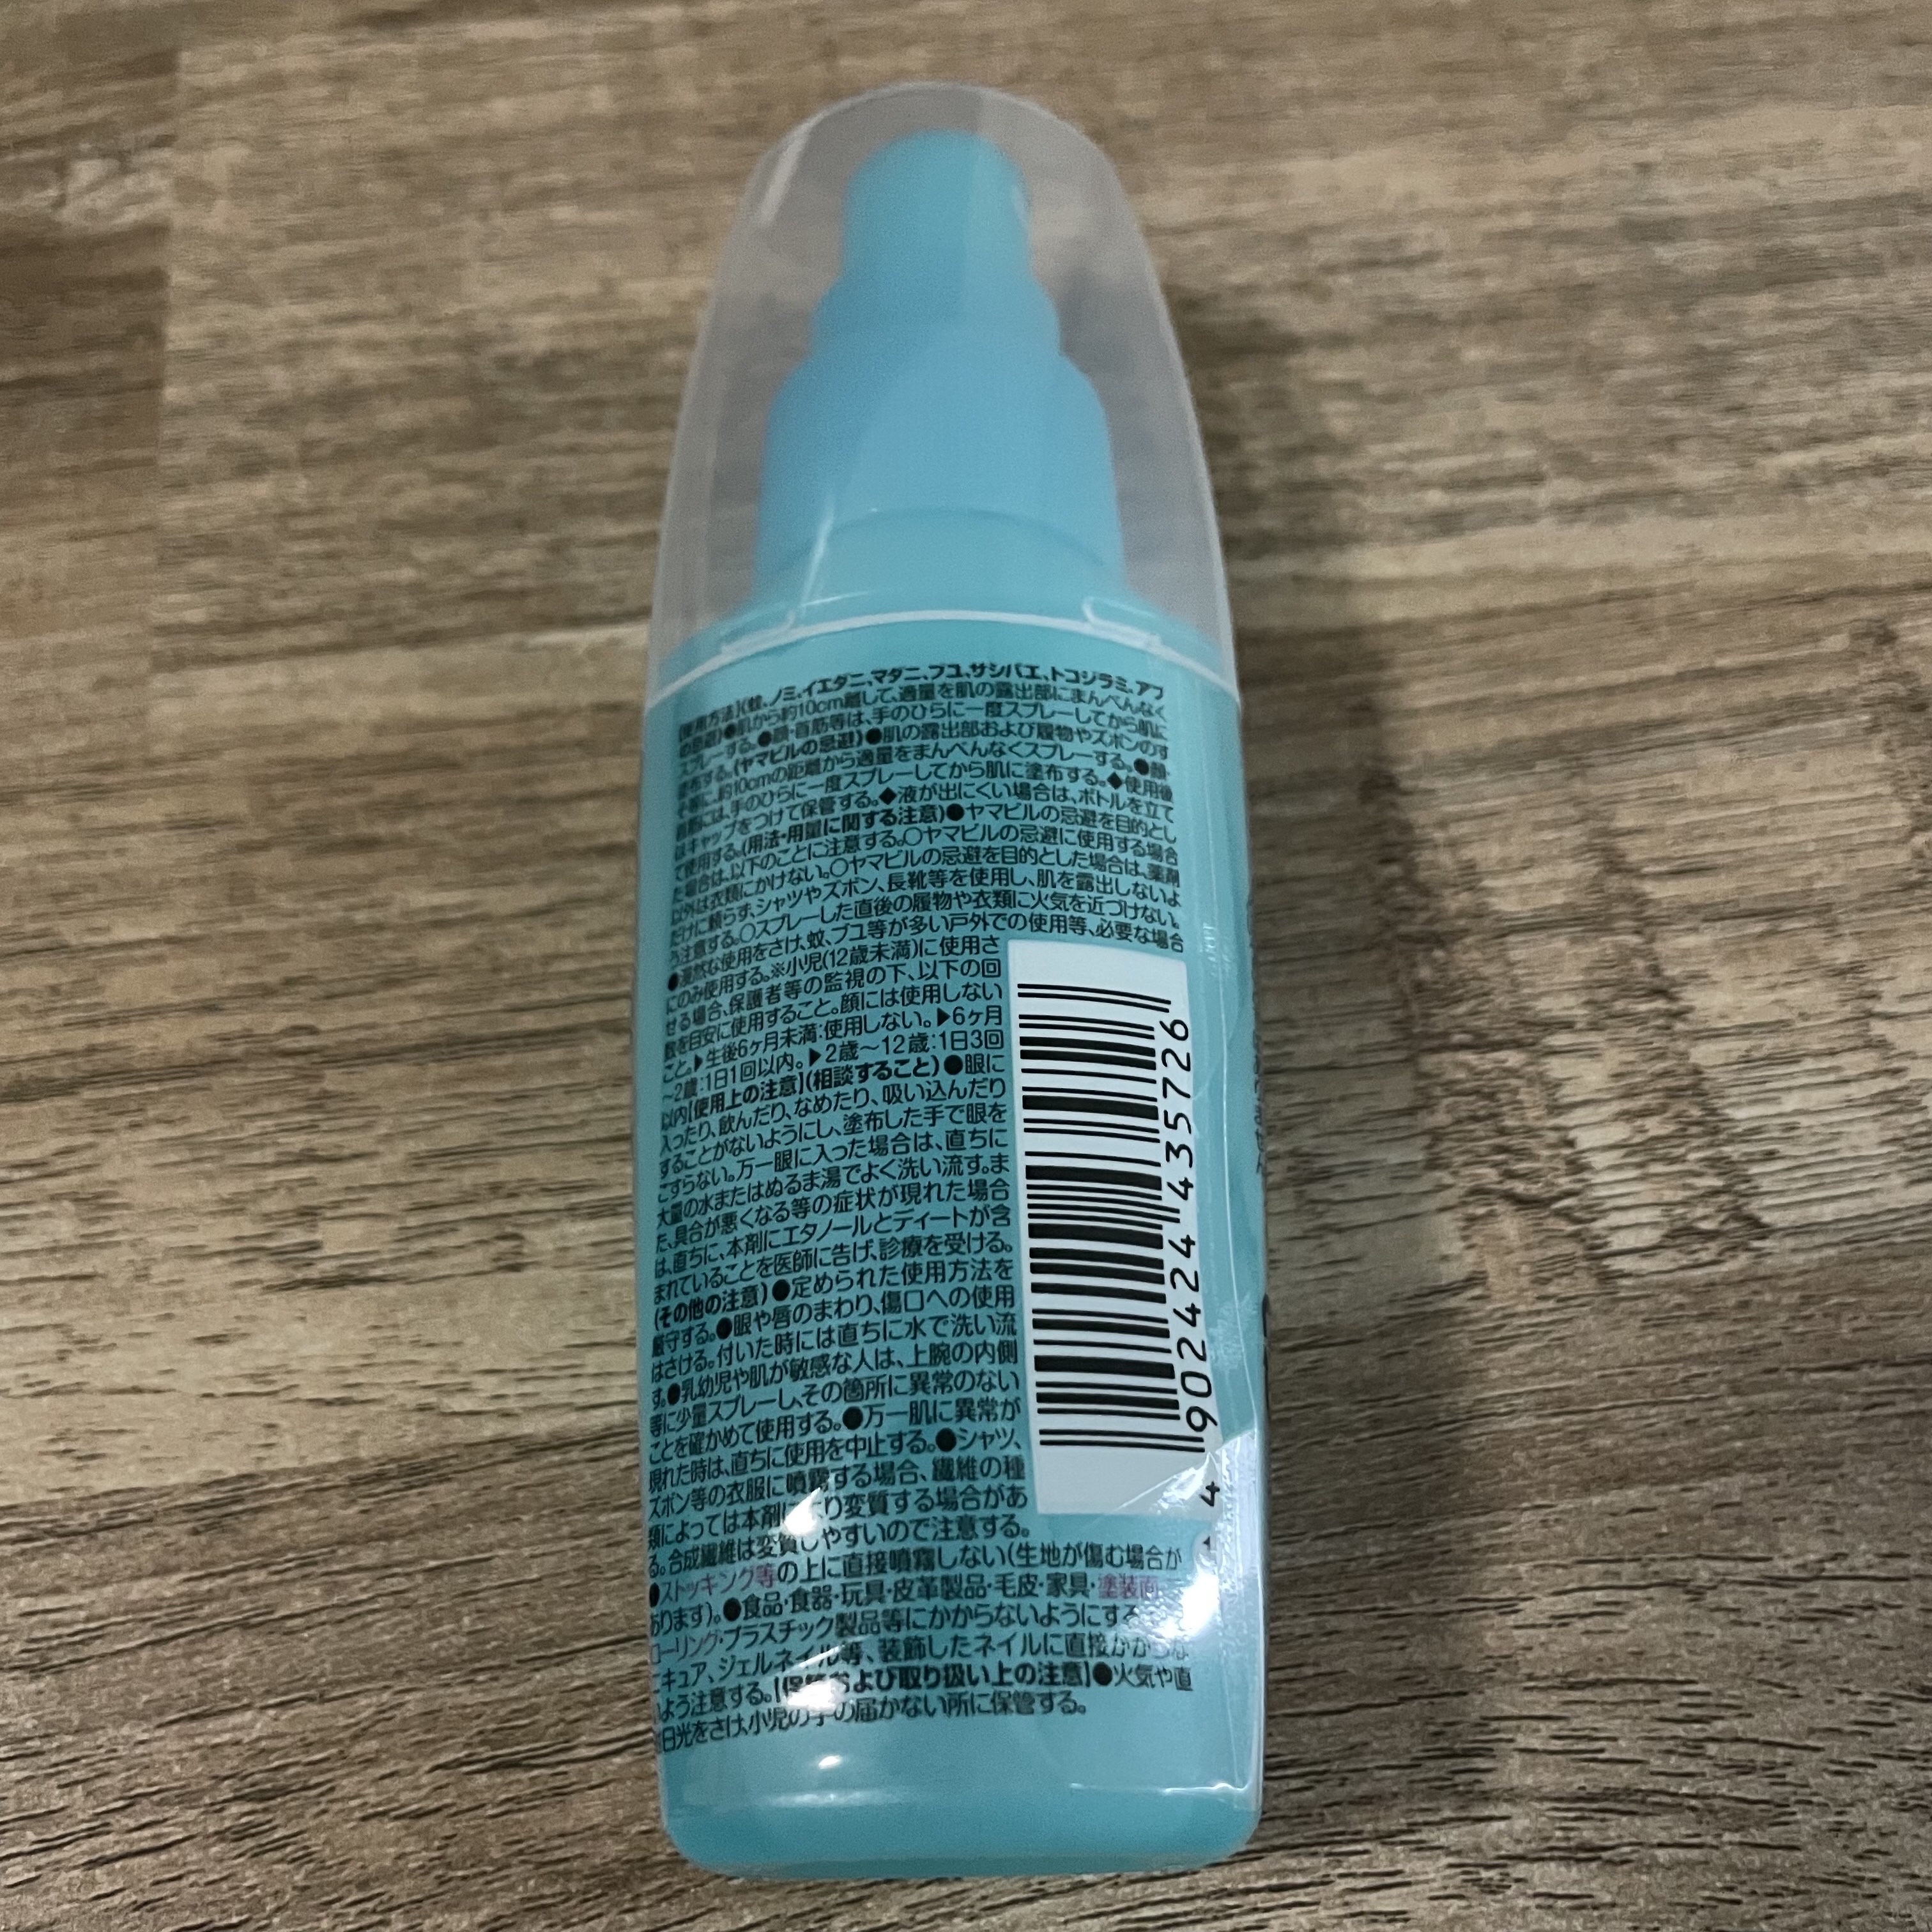 【使用方法】(蚊、ノミ、イエダニ、マダニ、ブユ、サシバエ、トコジラミ、アブ
の忌避)●肌から約10cm離して、適量を肌の露出部にまんべんなく
スプレーする。●顔・首筋等は、手のひらに一度スプレーしてから肌に
塗布する。(ヤマビルの忌避)●肌の露出部および履物やズボンのす
そ等に、約10cmの距離から適量をまんべんなくスプレーする。●顔・
首筋には、手のひらに一度スプレーしてから肌に塗布する。◆使用後
はキャップをつけて保管する。◆液が出にくい場合は、ボトルを立て
て使用する。(用法・用量に関する注意)●ヤマビルの忌避を目的とし
た場合は、以下のことに注意する。○ヤマビルの忌避に使用する場合
以外は衣類にかけない。○ヤマビルの忌避を目的とした場合は、薬剤
だけに頼らず、シャツやズボン、長靴等を使用し、肌を露出しないよ
う注意する。○スプレーした直後の履物や衣類に火気を近づけない。
●漫然な使用をさけ、蚊、ブユ等が多い戸外での使用等、必要な場合
にのみ使用する。※小児(12歳未満)に使用さ
せる場合、保護者等の監視の下、以下の回
数を目安に使用すること。顔には使用しない
こと。▶生後6ヶ月未満:使用しない。▶6ヶ月
～2歳:1日1回以内。▶2歳～12歳:1日3回
以内【使用上の注意】(相談すること)●眼に
入ったり、飲んだり、なめたり、吸い込んだり
することがないようにし、塗布した手で眼を
こすらない。万一眼に入った場合は、直ちに
大量の水またはぬるま湯でよく洗い流す。ま
た、具合が悪くなる等の症状が現れた場合
は、直ちに、本剤にエタノールとディートが含
まれていることを医師に告げ、診療を受ける。
(その他の注意)●定められた使用方法を
厳守する。●眼や唇のまわり、傷口への使用
はさける。付いた時には直ちに水で洗い流
す。●乳幼児や肌が敏感な人は、上腕の内側
等に少量スプレーし、その箇所に異常のない
ことを確かめて使用する。●万一肌に異常が
現れた時は、直ちに使用を中止する。●シャツ、
ズボン等の衣服に噴霧する場合、繊維の種
類によっては本剤により変質する場合があ
る。合成繊維は変質しやすいので注意する。
●ストッキング等の上に直接噴霧しない(生地が傷む場合が
あります)。●食品・食器・玩具・皮革製品・毛皮・家具・塗装面
ローリング・プラスチック製品等にかからないようにする
ニキュア、ジェルネイル等、装飾したネイルに直接かからな
いよう注意する。【保管および取り扱い上の注意】●火気や直
射日光をさけ、小児の手の届かない所に保管する。
4 902424 435726